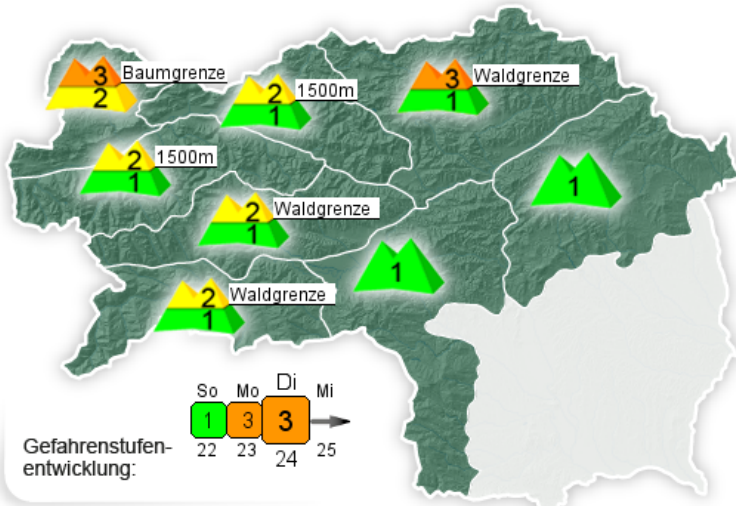 3 Baumgrenze
2
2 1500m
1
3 Waldgrenze
1
2 1500m
1
1
2 Waldgrenze
1
1
2 Waldgrenze
1
So Mo Di Mi
1 3 3
22 23 24 25
Gefahrenstufen-
entwicklung: